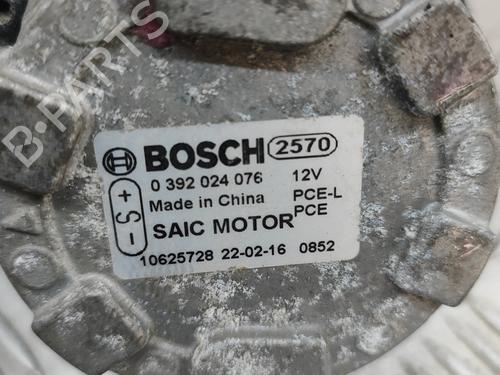 B-PARTS
BOSCH 2570
0 392 024 076 12V
Made in China PCE-L
+ S - SAIC MOTOR PCE
10625728 22-02-16 0852